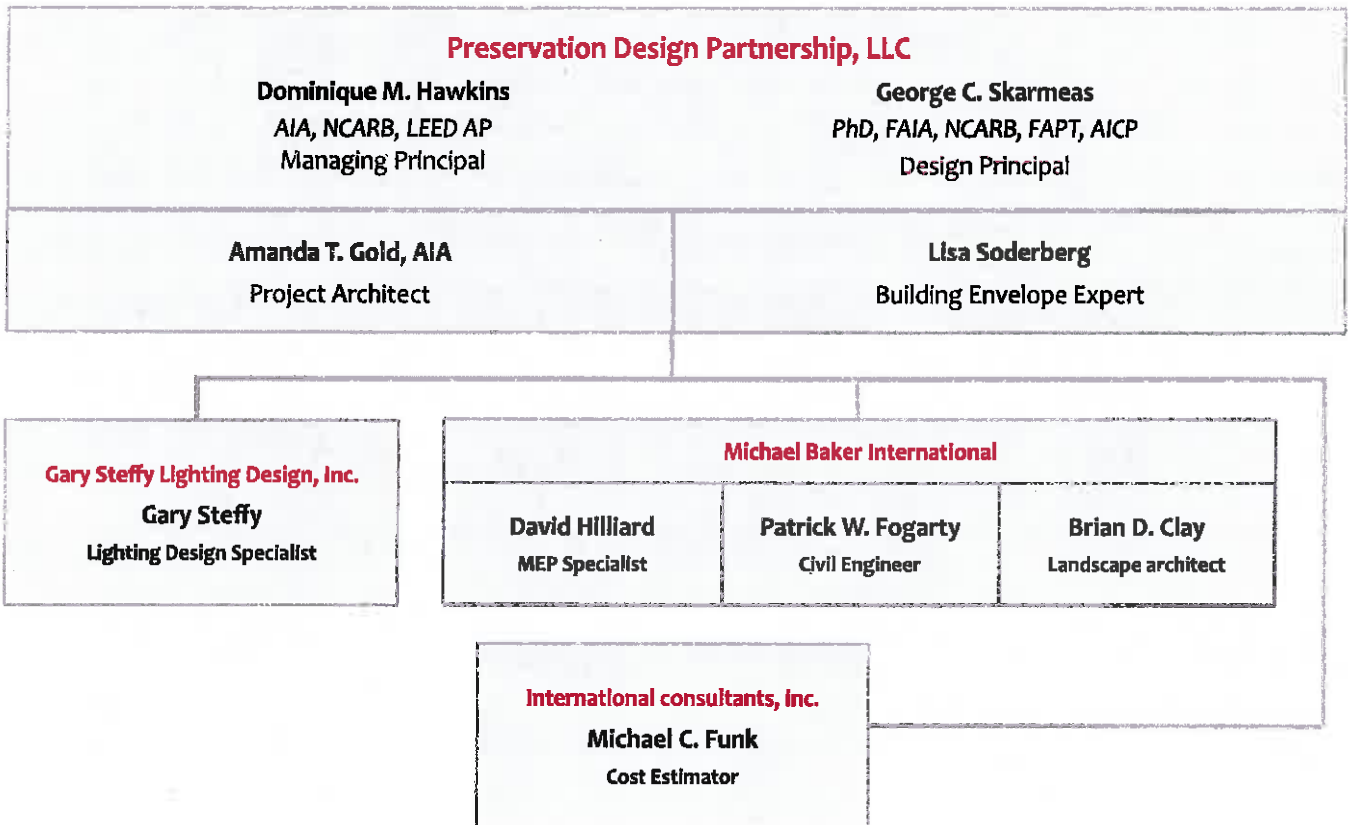 Preservation Design Partnership, LLC
Dominique M. Hawkins
AIA, NCARB, LEED AP
Managing Principal
George C. Skarmeas
PhD, FAIA, NCARB, FAPT, AICP
Design Principal
Amanda T. Gold, AIA
Project Architect
Lisa Soderberg
Building Envelope Expert
Gary Steffy Lighting Design, Inc.
Gary Steffy
Lighting Design Specialist
Michael Baker International
David Hilliard
MEP Specialist
Patrick W. Fogarty
Civil Engineer
Brian D. Clay
Landscape architect
International consultants, Inc.
Michael C. Funk
Cost Estimator